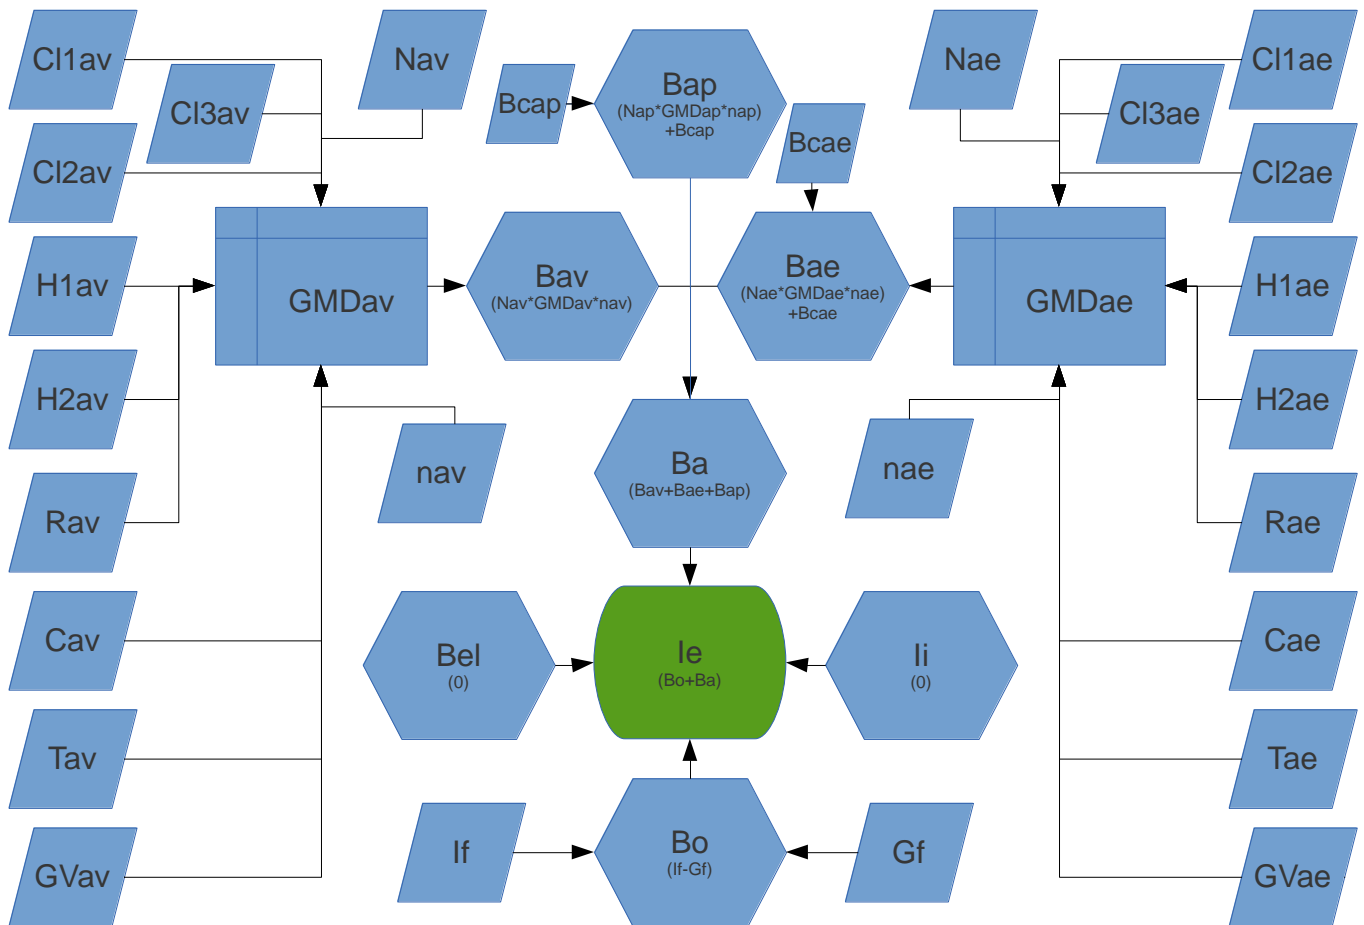 Cl1av
Nav
Bcap
Bap
(Nap*GMDap*nap)
+Bcap
Nae
Cl1ae
Cl3av
Bcae
Cl3ae
Cl2av
Cl2ae
H1av
GMDav
Bav
(Nav*GMDav*nav)
Bae
(Nae*GMDae*nae)
+Bcae
GMDae
H1ae
H2av
H2ae
nav
Ba
(Bav+Bae+Bap)
nae
Rav
Rae
Cav
Bel
(0)
Ie
(Bo+Ba)
Ii
(0)
Cae
Tav
Tae
If
Bo
(If-Gf)
Gf
GVav
GVae